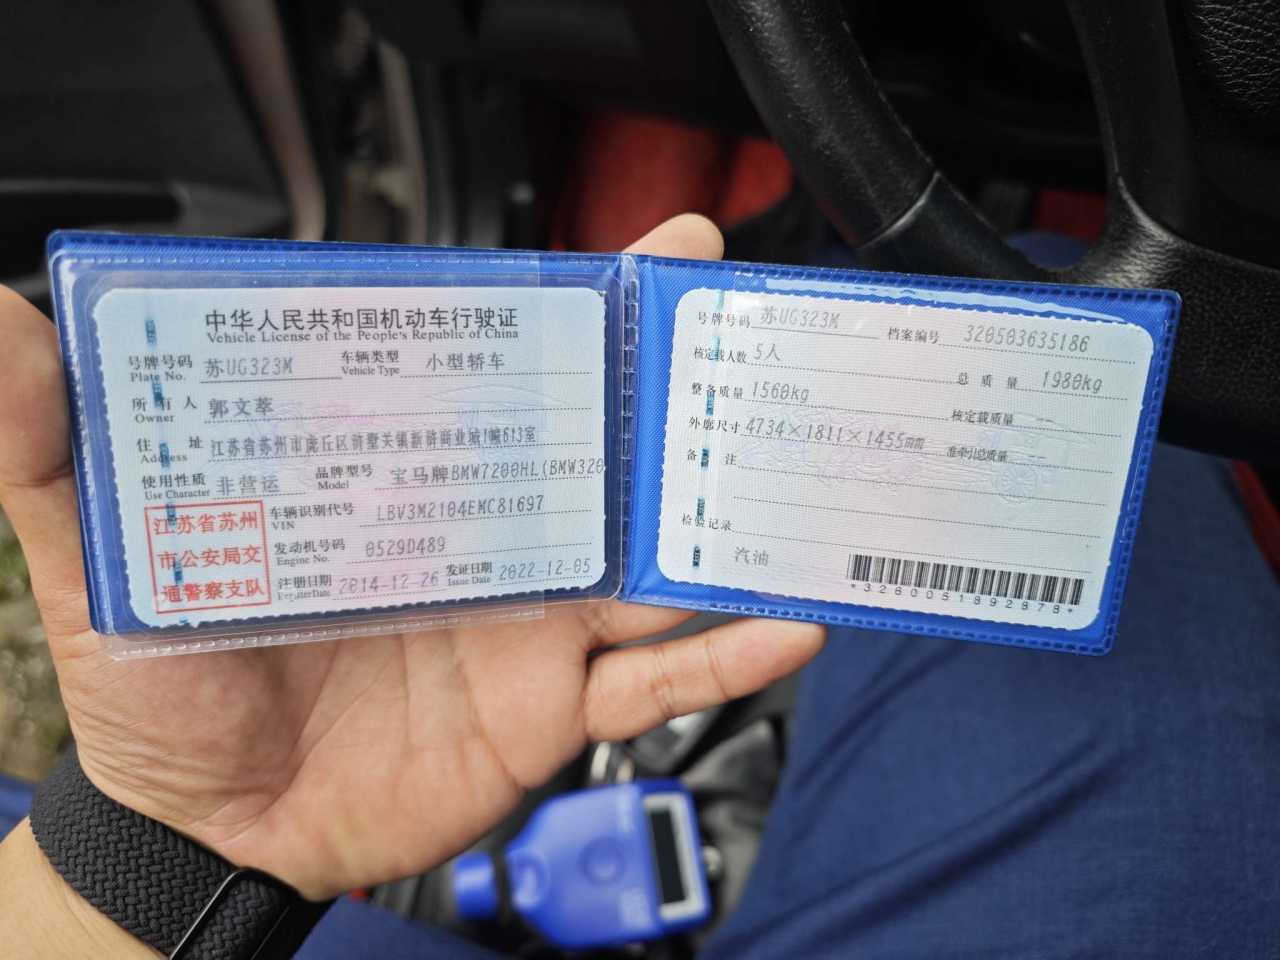 中华人民共和国机动车行驶证
Vehicle License of the People's Republic of China
号牌号码 苏UG323M 车辆类型 小型轿车
Plate No. Vehicle Type
所有人 郭文萃
Owner
住址 江苏省苏州市虎丘区浒墅关镇新浒商业城1幢613室
Address
使用性质 非营运 品牌型号 宝马牌BMW7200HL(BMW320
Use Character Model
江苏省苏州
市公安局交
通警察支队
车辆识别代号 LBV3M2104EMC81697
VIN
发动机号码 0529D489
Engine No.
注册日期 2014-12-26 发证日期 2022-12-05
Register Date Issue Date
号牌号码 苏UG323M 档案编号 320503635186
核定载人数 5人 总质量 1980kg
整备质量 1560kg 核定载质量 --
外廓尺寸 4734×1811×1455mm 准牵引总质量 --
备注
检验记录
汽油
*3260051892878*